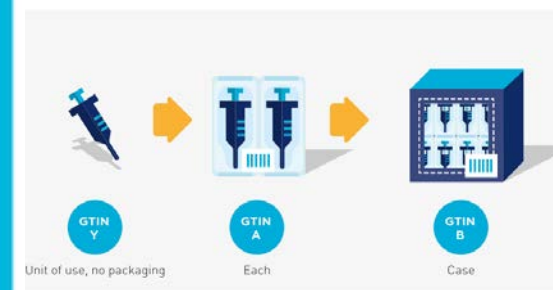 GTIN
Y
GTIN
A
GTIN
B
Unit of use, no packaging
Each
Case